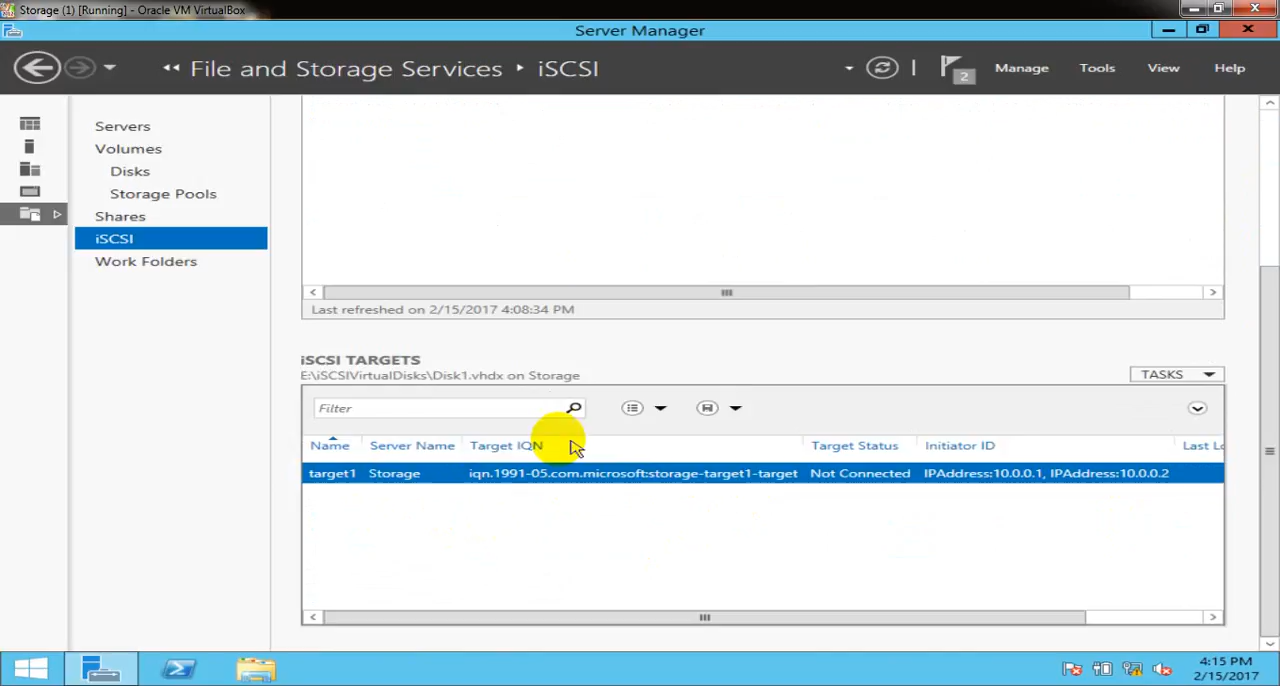 Storage (1) [Running] - Oracle VM VirtualBox
Server Manager
File and Storage Services iSCSI
2 Manage Tools View Help
Servers
Volumes
Disks
Storage Pools
Shares
iSCSI
Work Folders
Last refreshed on 2/15/2017 4:08:34 PM
iSCSI TARGETS
E:\iSCSIVirtualDisks\Disk1.vhdx on Storage
TASKS
Filter
Name Server Name Target IQN Target Status Initiator ID Last Lo
target1 Storage iqn.1991-05.com.microsoft:storage-target1-target Not Connected IPAddress:10.0.0.1, IPAddress:10.0.0.2
4:15 PM
2/15/2017